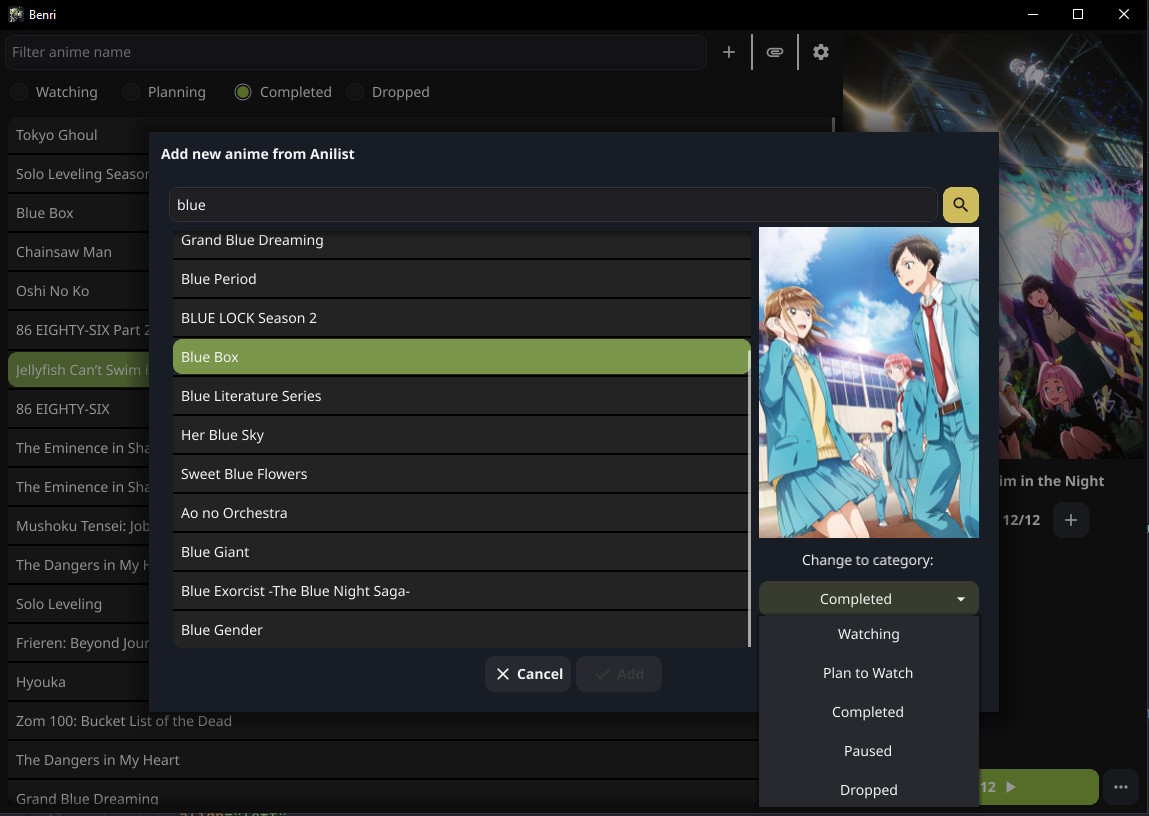 Benri
Filter anime name
Watching
Planning
Completed
Dropped
Tokyo Ghoul
Solo Leveling Season
Blue Box
Chainsaw Man
Oshi No Ko
86 EIGHTY-SIX Part 2
Jellyfish Can't Swim i
86 EIGHTY-SIX
The Eminence in Sha
The Eminence in Sha
Mushoku Tensei: Job
The Dangers in My H
Solo Leveling
Frieren: Beyond Jour
Hyouka
Zom 100: Bucket List of the Dead
The Dangers in My Heart
Grand Blue Dreaming
Add new anime from Anilist
blue
Grand Blue Dreaming
Blue Period
BLUE LOCK Season 2
Blue Box
Blue Literature Series
Her Blue Sky
Sweet Blue Flowers
Ao no Orchestra
Blue Giant
Blue Exorcist -The Blue Night Saga-
Blue Gender
Cancel
Add
Change to category:
Completed
Watching
Plan to Watch
Completed
Paused
Dropped
im in the Night
12/12
12